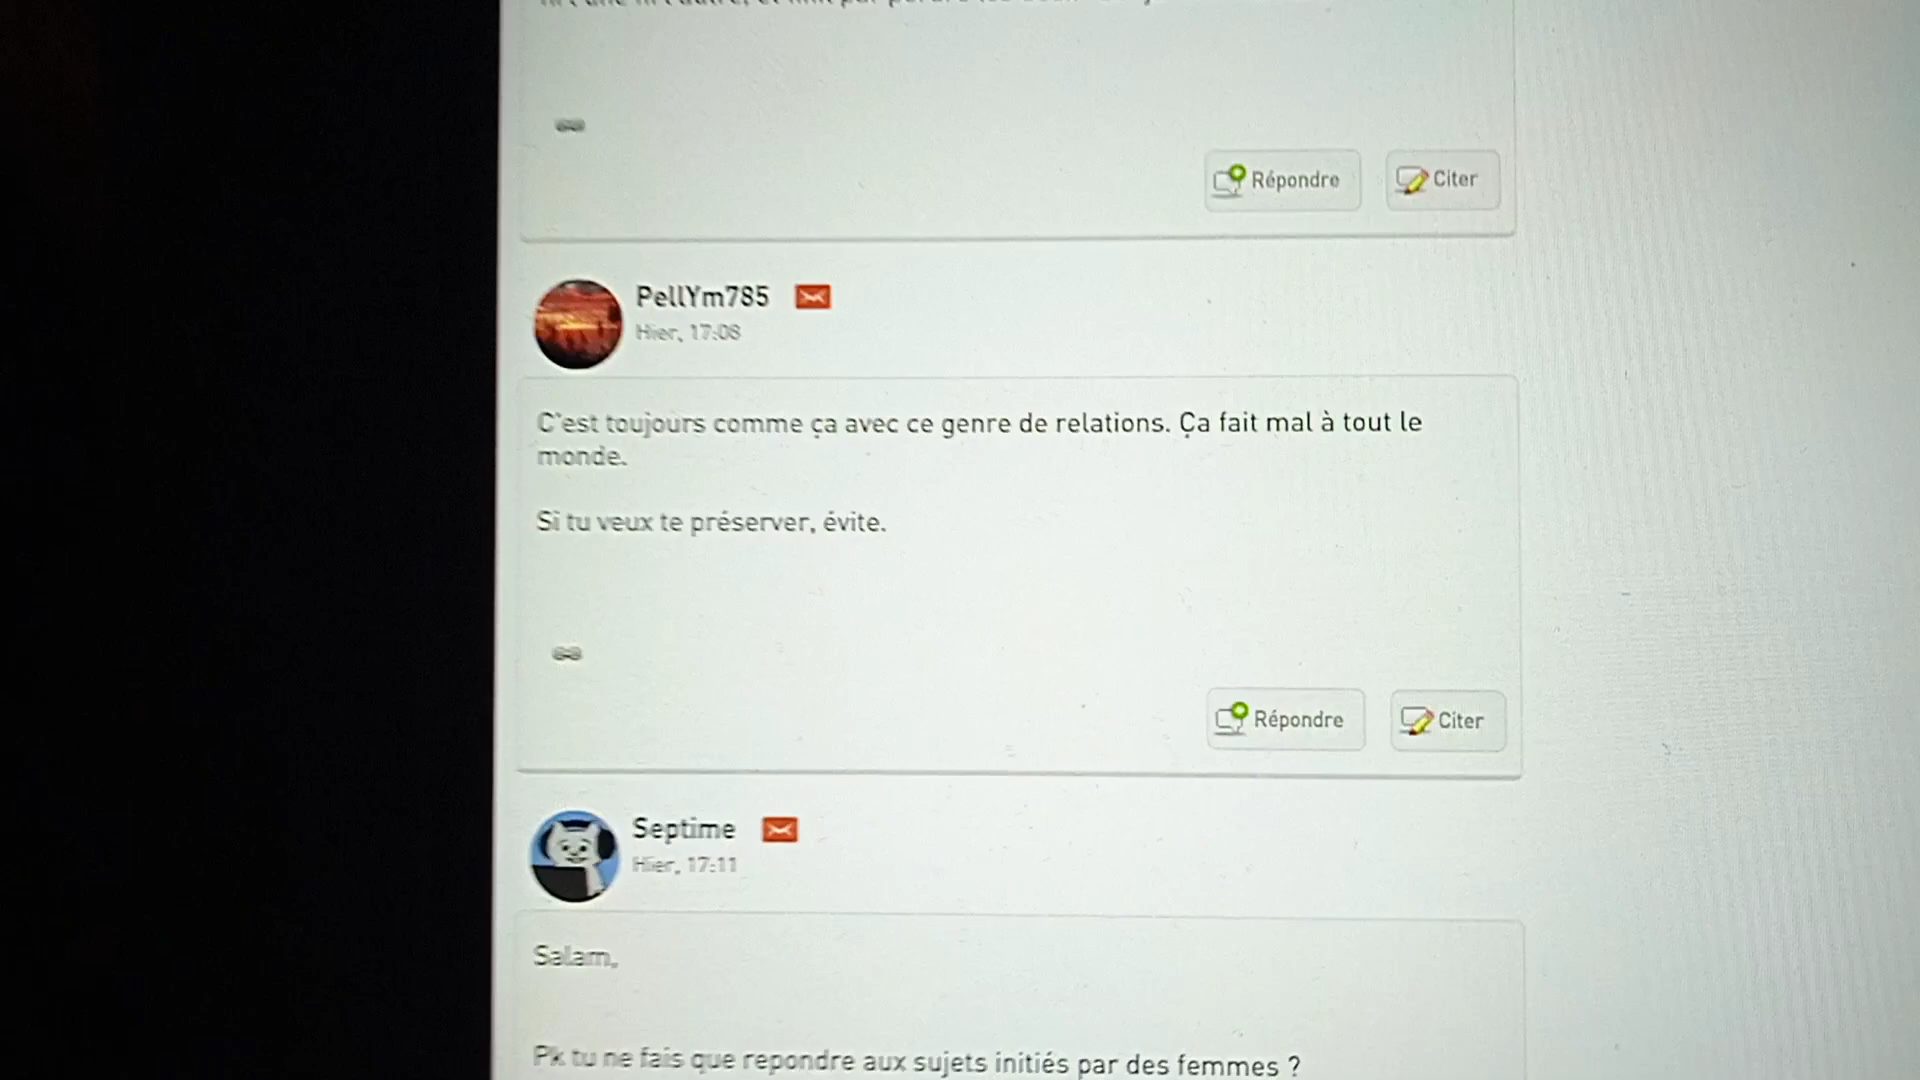 Répondre
Citer
PellYm785
Hier, 17:08
C'est toujours comme ça avec ce genre de relations. Ça fait mal à tout le
monde.
Si tu veux te préserver, évite.
Répondre
Citer
Septime
Hier, 17:11
Salam,
Pk tu ne fais que repondre aux sujets initiés par des femmes ?